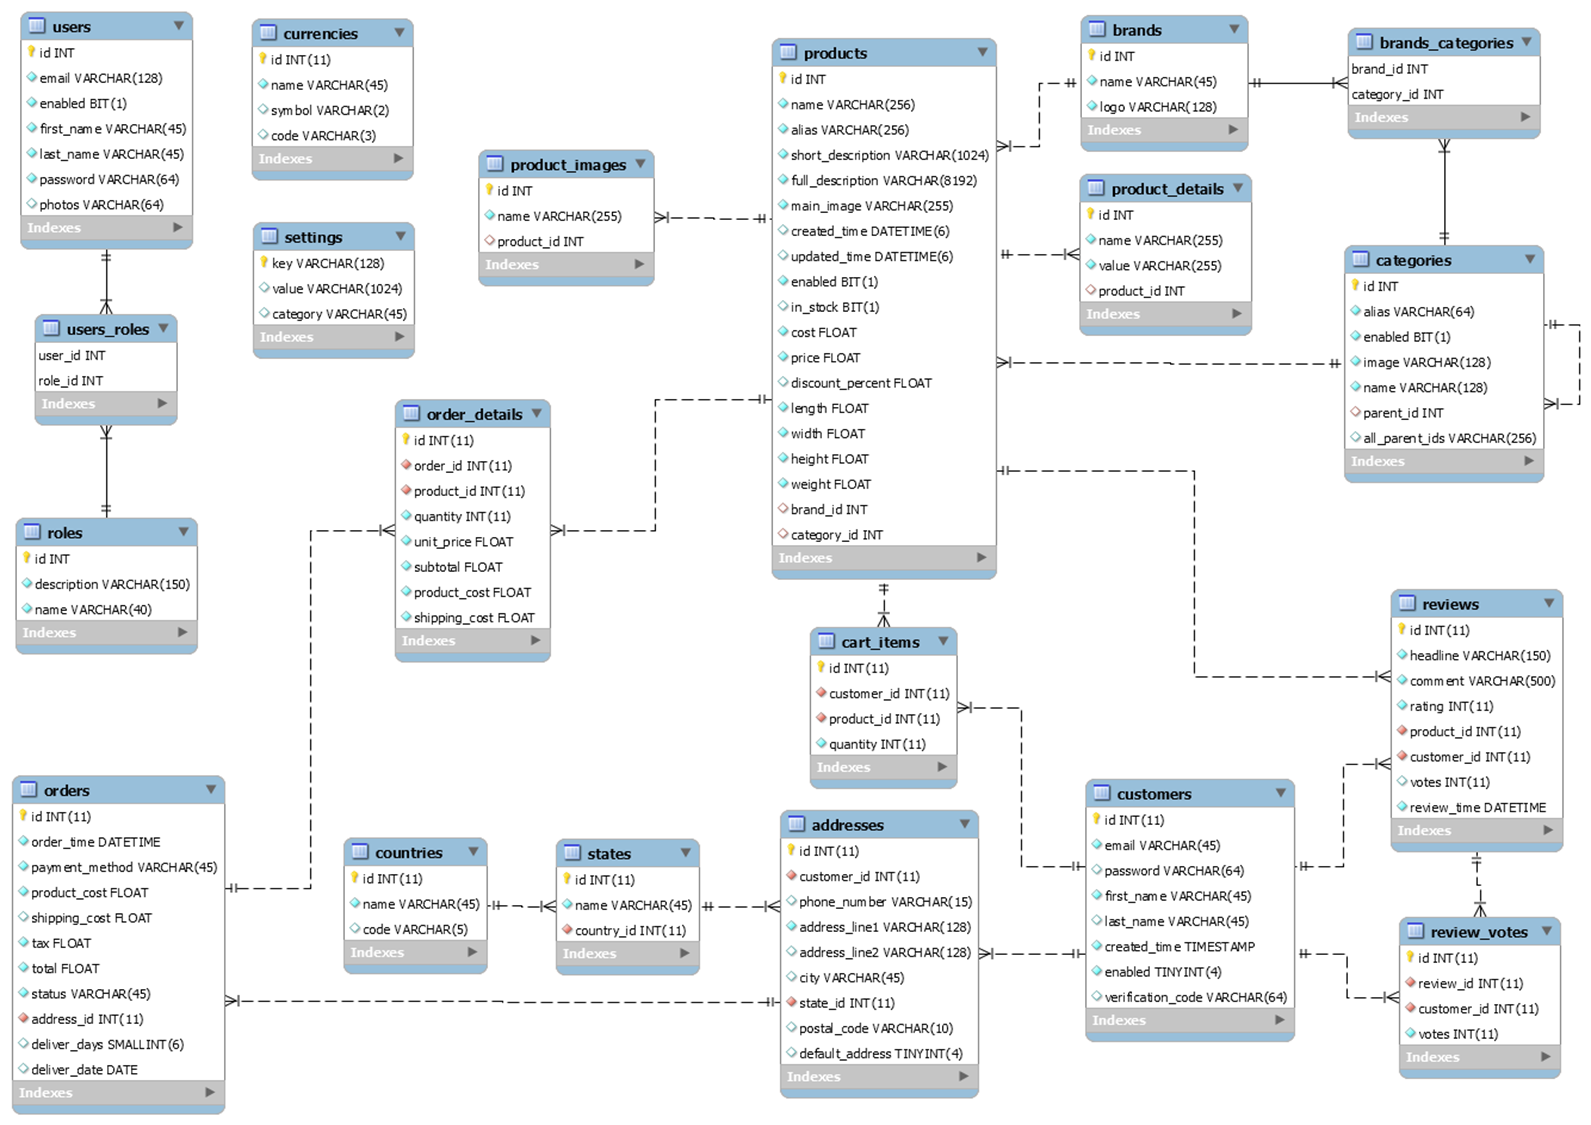 users
id INT
email VARCHAR(128)
enabled BIT(1)
first_name VARCHAR(45)
last_name VARCHAR(45)
password VARCHAR(64)
photos VARCHAR(64)
Indexes
currencies
id INT(11)
name VARCHAR(45)
symbol VARCHAR(2)
code VARCHAR(3)
Indexes
settings
key VARCHAR(128)
value VARCHAR(1024)
category VARCHAR(45)
Indexes
users_roles
user_id INT
role_id INT
Indexes
roles
id INT
description VARCHAR(150)
name VARCHAR(40)
Indexes
product_images
id INT
name VARCHAR(255)
product_id INT
Indexes
order_details
id INT(11)
order_id INT(11)
product_id INT(11)
quantity INT(11)
unit_price FLOAT
subtotal FLOAT
product_cost FLOAT
shipping_cost FLOAT
Indexes
products
id INT
name VARCHAR(256)
alias VARCHAR(256)
short_description VARCHAR(1024)
full_description VARCHAR(8192)
main_image VARCHAR(255)
created_time DATETIME(6)
updated_time DATETIME(6)
enabled BIT(1)
in_stock BIT(1)
cost FLOAT
price FLOAT
discount_percent FLOAT
length FLOAT
width FLOAT
height FLOAT
weight FLOAT
brand_id INT
category_id INT
Indexes
brands
id INT
name VARCHAR(45)
logo VARCHAR(128)
Indexes
brands_categories
brand_id INT
category_id INT
Indexes
product_details
id INT
name VARCHAR(255)
value VARCHAR(255)
product_id INT
Indexes
categories
id INT
alias VARCHAR(64)
enabled BIT(1)
image VARCHAR(128)
name VARCHAR(128)
parent_id INT
all_parent_ids VARCHAR(256)
Indexes
cart_items
id INT(11)
customer_id INT(11)
product_id INT(11)
quantity INT(11)
Indexes
reviews
id INT(11)
headline VARCHAR(150)
comment VARCHAR(500)
rating INT(11)
product_id INT(11)
customer_id INT(11)
votes INT(11)
review_time DATETIME
Indexes
orders
id INT(11)
order_time DATETIME
payment_method VARCHAR(45)
product_cost FLOAT
shipping_cost FLOAT
tax FLOAT
total FLOAT
status VARCHAR(45)
address_id INT(11)
deliver_days SMALLINT(6)
deliver_date DATE
Indexes
countries
id INT(11)
name VARCHAR(45)
code VARCHAR(5)
Indexes
states
id INT(11)
name VARCHAR(45)
country_id INT(11)
Indexes
addresses
id INT(11)
customer_id INT(11)
phone_number VARCHAR(15)
address_line1 VARCHAR(128)
address_line2 VARCHAR(128)
city VARCHAR(45)
state_id INT(11)
postal_code VARCHAR(10)
default_address TINYINT(4)
Indexes
customers
id INT(11)
email VARCHAR(45)
password VARCHAR(64)
first_name VARCHAR(45)
last_name VARCHAR(45)
created_time TIMESTAMP
enabled TINYINT(4)
verification_code VARCHAR(64)
Indexes
review_votes
id INT(11)
review_id INT(11)
customer_id INT(11)
votes INT(11)
Indexes